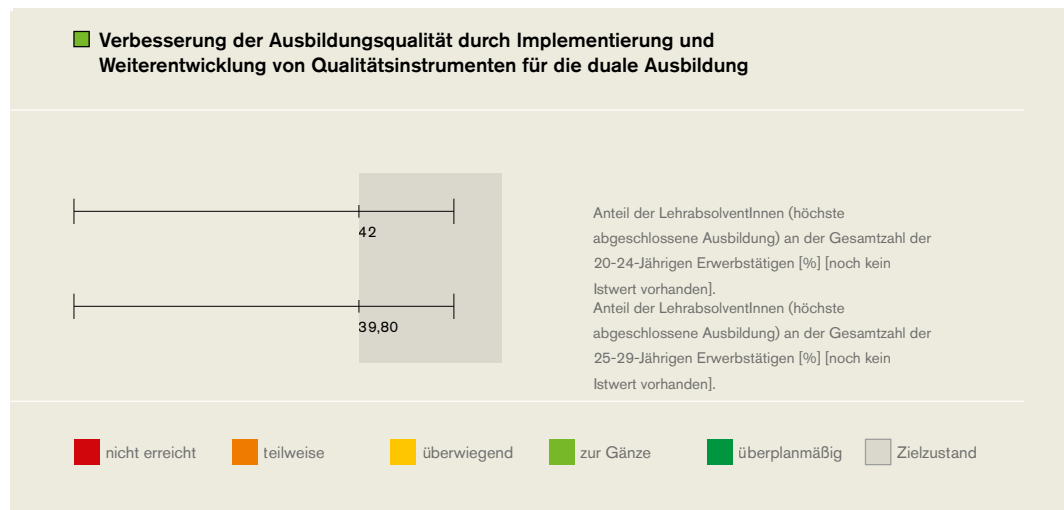 Verbesserung der Ausbildungsqualität durch Implementierung und
Weiterentwicklung von Qualitätsinstrumenten für die duale Ausbildung
42
Anteil der LehrabsolventInnen (höchste
abgeschlossene Ausbildung) an der Gesamtzahl der
20-24-Jährigen Erwerbstätigen [%] [noch kein
Istwert vorhanden].
39,80
Anteil der LehrabsolventInnen (höchste
abgeschlossene Ausbildung) an der Gesamtzahl der
25-29-Jährigen Erwerbstätigen [%] [noch kein
Istwert vorhanden].
nicht erreicht
teilweise
überwiegend
zur Gänze
überplanmäßig
Zielzustand